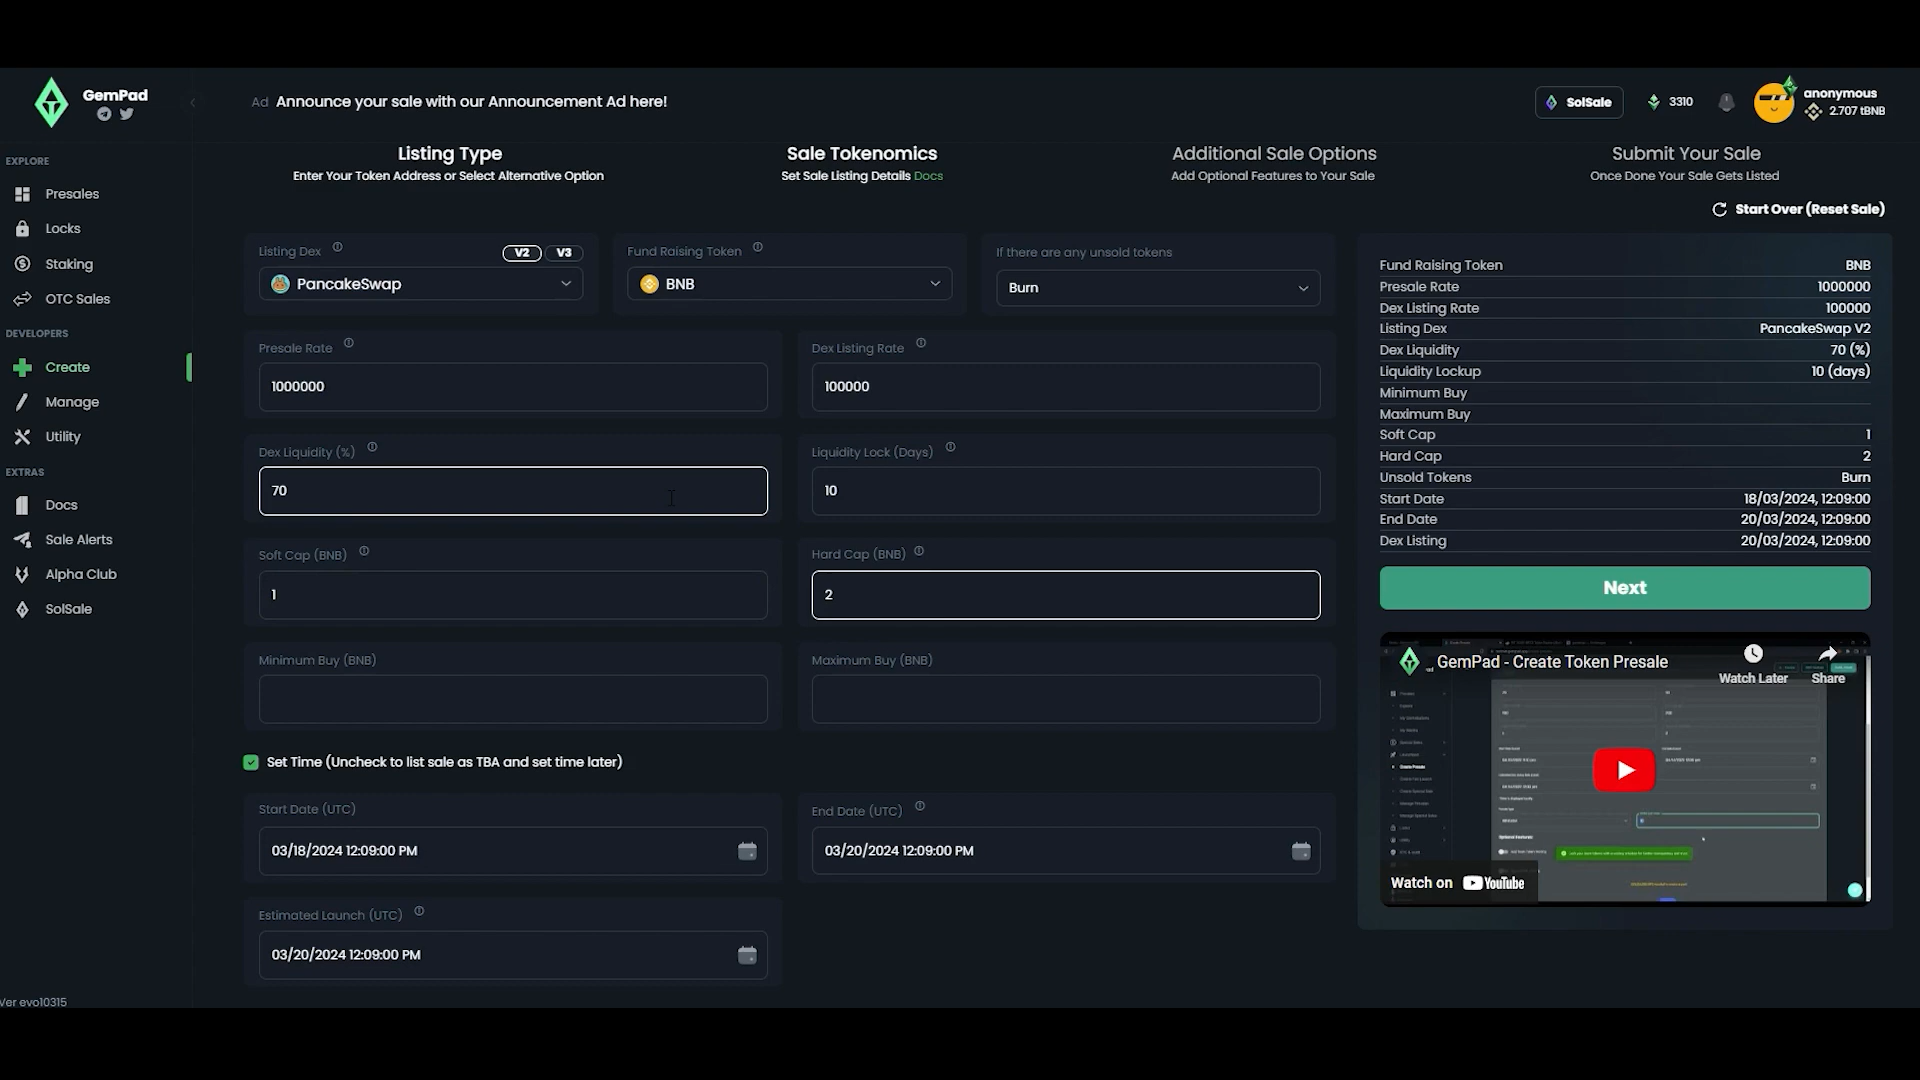 GemPad
Ad Announce your sale with our Announcement Ad here!
SolSale
3310
anonymous
2.707 tBNB
EXPLORE
Presales
Locks
Staking
OTC Sales
DEVELOPERS
Create
Manage
Utility
EXTRAS
Docs
Sale Alerts
Alpha Club
SolSale
Ver evo10315
Listing Type
Enter Your Token Address or Select Alternative Option
Sale Tokenomics
Set Sale Listing Details Docs
Additional Sale Options
Add Optional Features to Your Sale
Submit Your Sale
Once Done Your Sale Gets Listed
Start Over (Reset Sale)
Listing Dex V2 V3
PancakeSwap
Fund Raising Token
BNB
If there are any unsold tokens
Burn
Presale Rate
1000000
Dex Listing Rate
100000
Dex Liquidity (%)
70
Liquidity Lock (Days)
10
Soft Cap (BNB)
1
Hard Cap (BNB)
2
Minimum Buy (BNB)
Maximum Buy (BNB)
Set Time (Uncheck to list sale as TBA and set time later)
Start Date (UTC)
03/18/2024 12:09:00 PM
End Date (UTC)
03/20/2024 12:09:00 PM
Estimated Launch (UTC)
03/20/2024 12:09:00 PM
Fund Raising Token BNB
Presale Rate 1000000
Dex Listing Rate 100000
Listing Dex PancakeSwap V2
Dex Liquidity 70 (%)
Liquidity Lockup 10 (days)
Minimum Buy
Maximum Buy
Soft Cap 1
Hard Cap 2
Unsold Tokens Burn
Start Date 18/03/2024, 12:09:00
End Date 20/03/2024, 12:09:00
Dex Listing 20/03/2024, 12:09:00
Next
GemPad - Create Token Presale
Watch Later
Share
Watch on YouTube